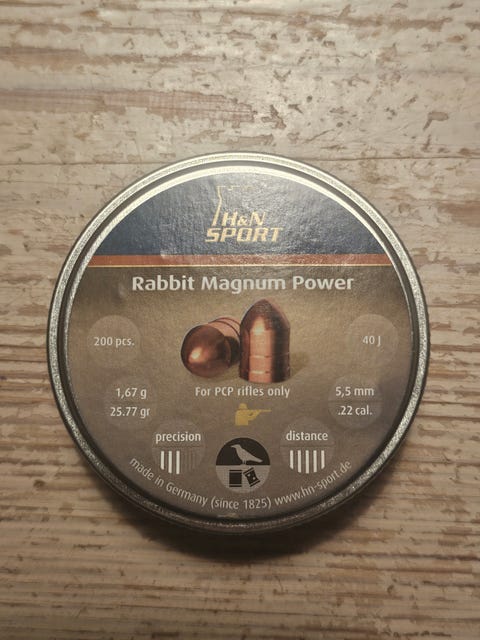 H&N
SPORT
Rabbit Magnum Power
200 pcs.
40 J
1,67 g
25.77 gr
For PCP rifles only
5,5 mm
.22 cal.
precision
distance
made in Germany (since 1825) www.hn-sport.de